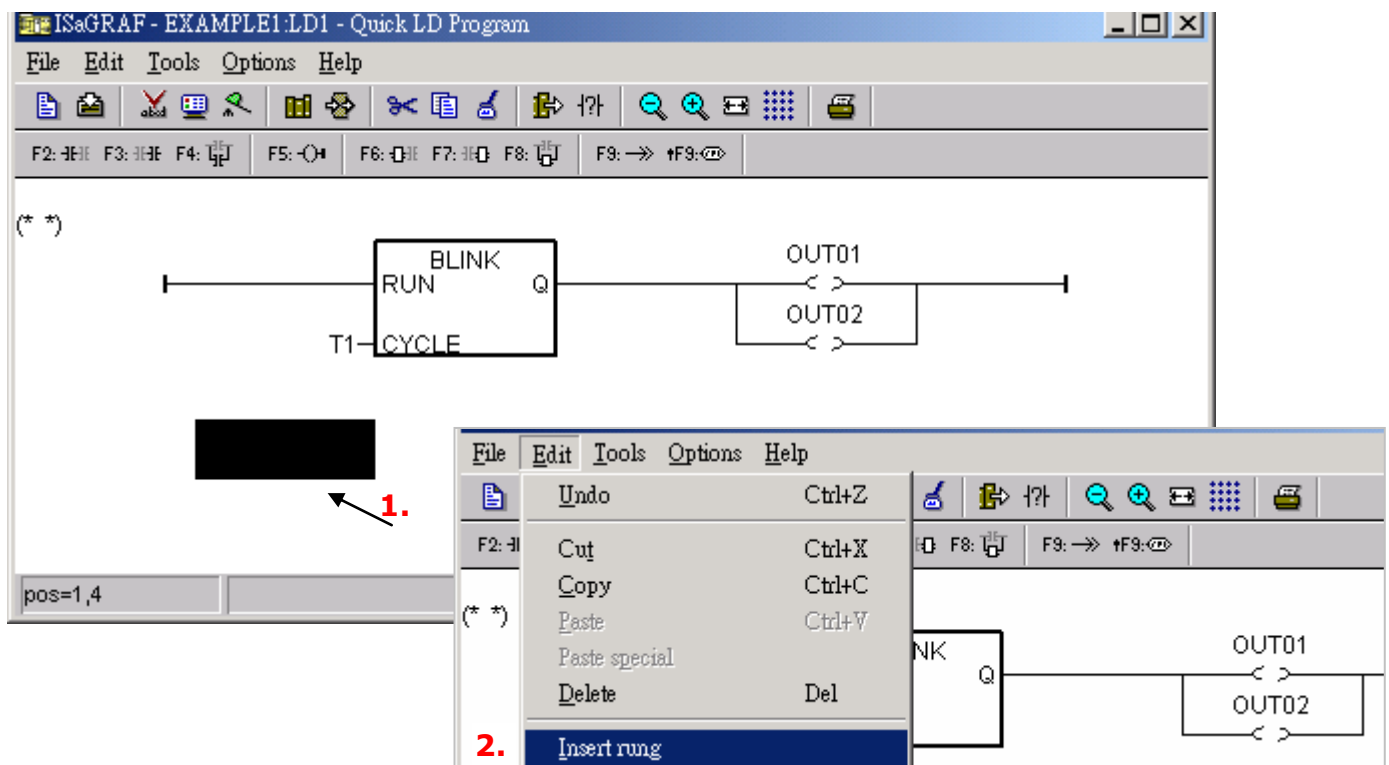 ISaGRAF - EXAMPLE1:LD1 - Quick LD Program
File Edit Tools Options Help
F2: F3: F4: F5: F6: F7: F8: F9: F9:
(* *)
BLINK
RUN Q
T1 CYCLE
OUT01
OUT02
1.
pos=1,4
File Edit Tools Options Help
Undo Ctrl+Z
Cut Ctrl+X
Copy Ctrl+C
Paste Ctrl+V
Paste special
Delete Del
2. Insert rung
F2: F8: F9: F9:
(* *)
NK
Q
OUT01
OUT02